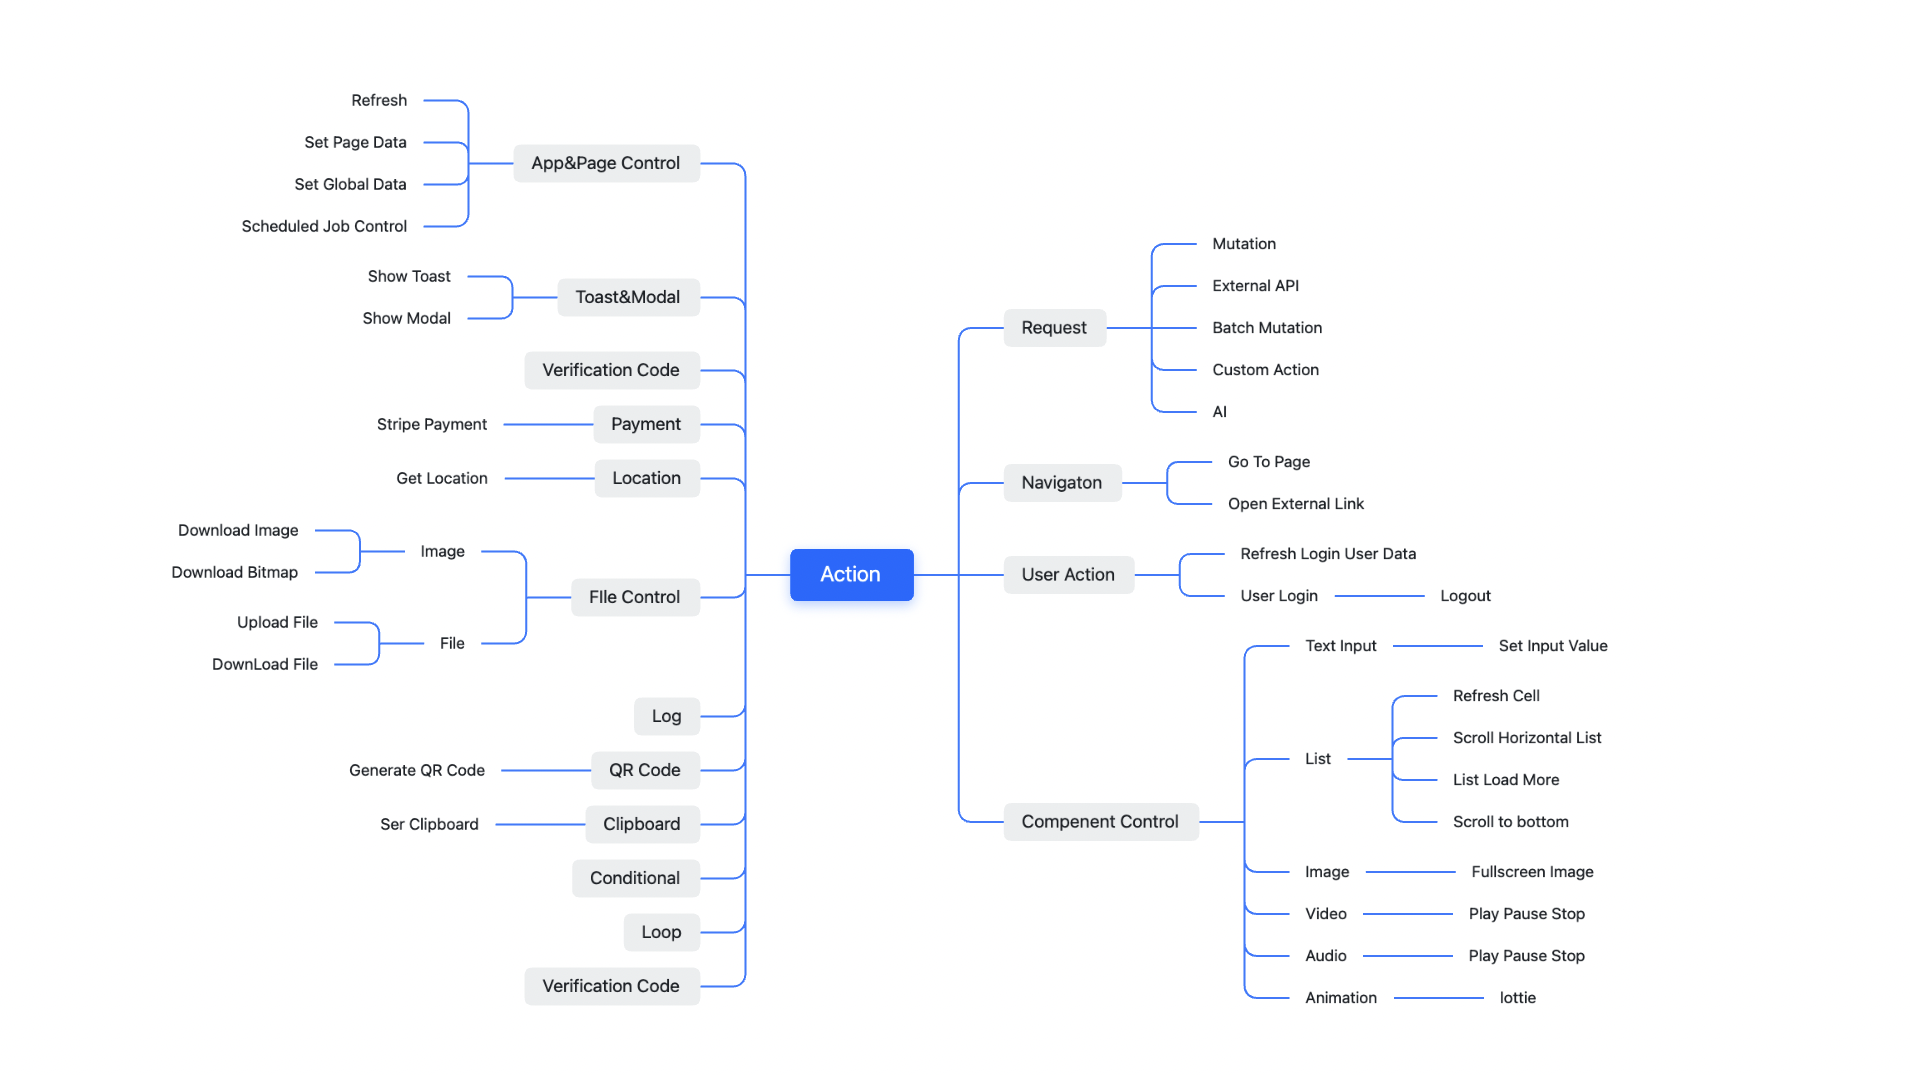 Refresh
Set Page Data
Set Global Data
Scheduled Job Control
App&Page Control
Show Toast
Show Modal
Toast&Modal
Verification Code
Stripe Payment
Payment
Get Location
Location
Download Image
Download Bitmap
Image
Upload File
DownLoad File
File
FIle Control
Log
Generate QR Code
QR Code
Ser Clipboard
Clipboard
Conditional
Loop
Verification Code
Action
Request
Mutation
External API
Batch Mutation
Custom Action
AI
Navigaton
Go To Page
Open External Link
User Action
Refresh Login User Data
User Login
Logout
Compenent Control
Text Input
Set Input Value
List
Refresh Cell
Scroll Horizontal List
List Load More
Scroll to bottom
Image
Fullscreen Image
Video
Play Pause Stop
Audio
Play Pause Stop
Animation
lottie